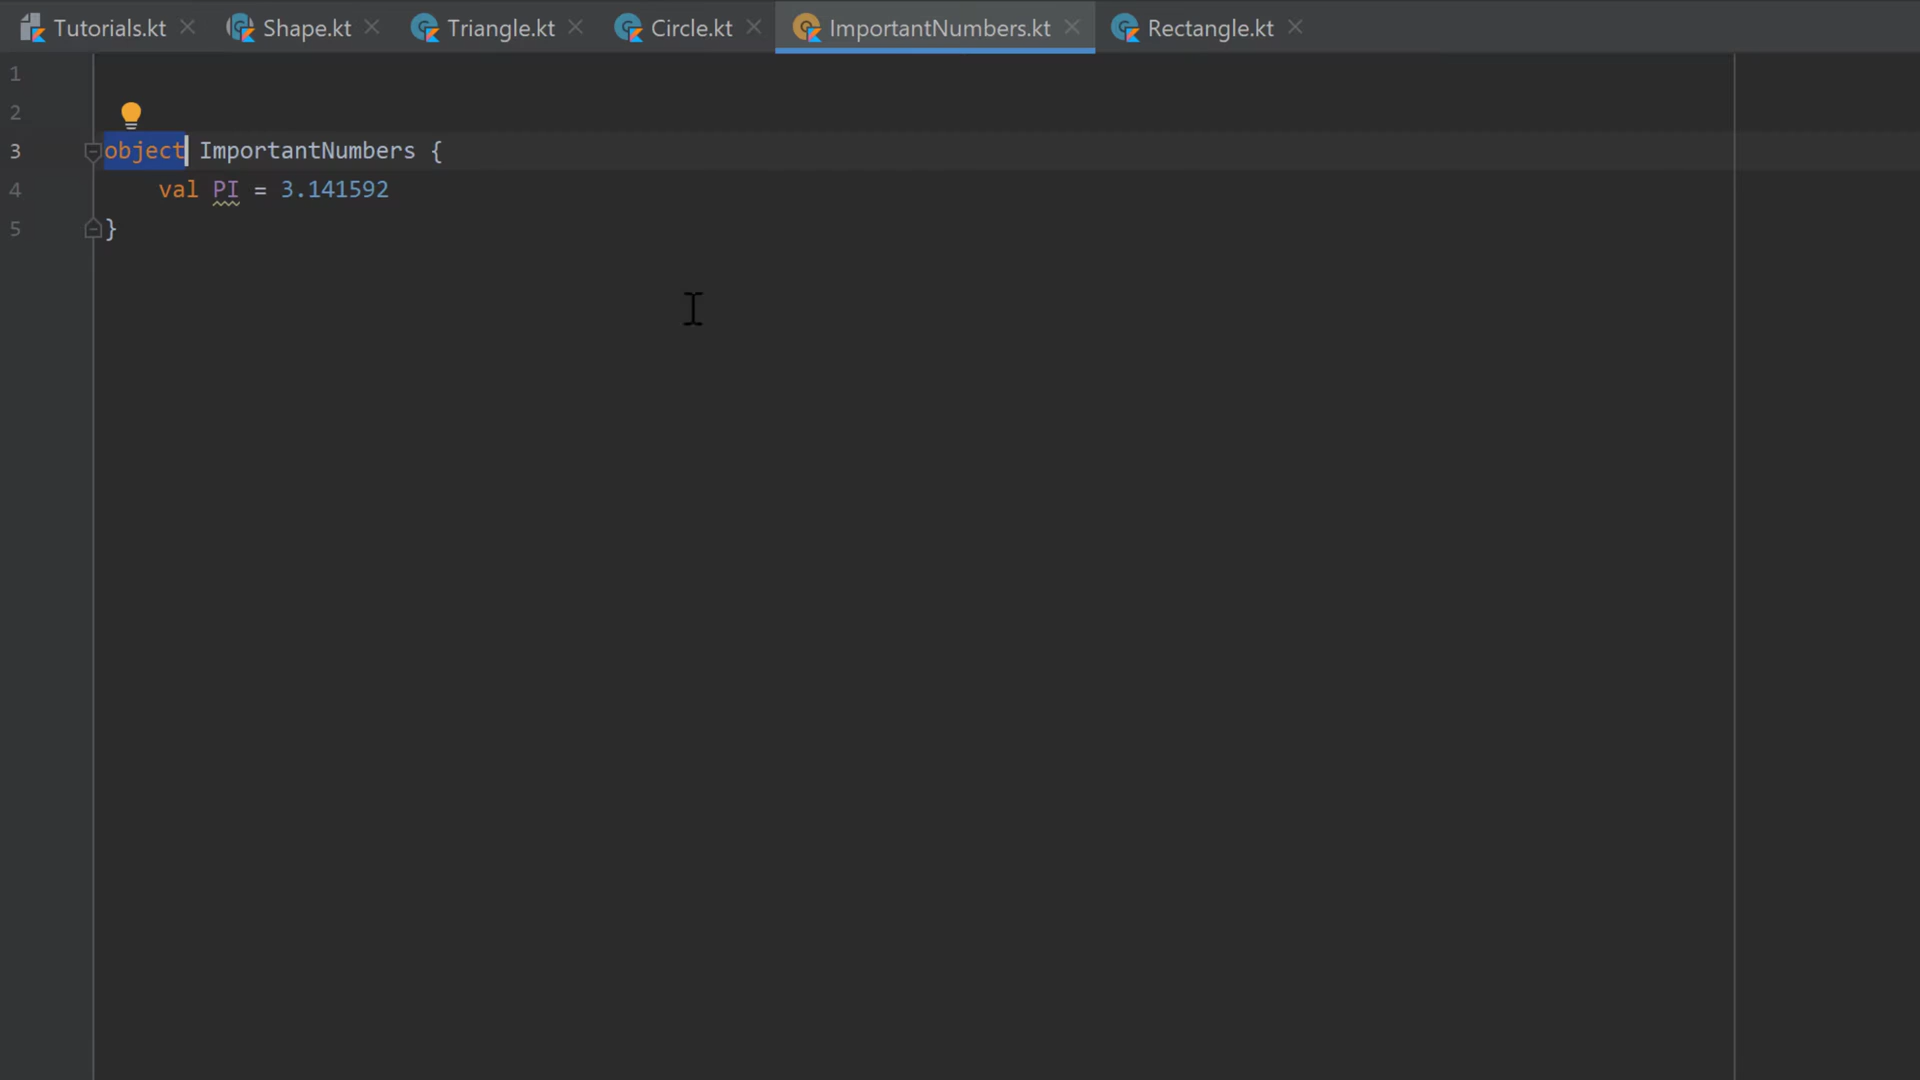 Tutorials.kt Shape.kt Triangle.kt Circle.kt ImportantNumbers.kt Rectangle.kt
1
2
3 object ImportantNumbers {
4 val PI = 3.141592
5 }